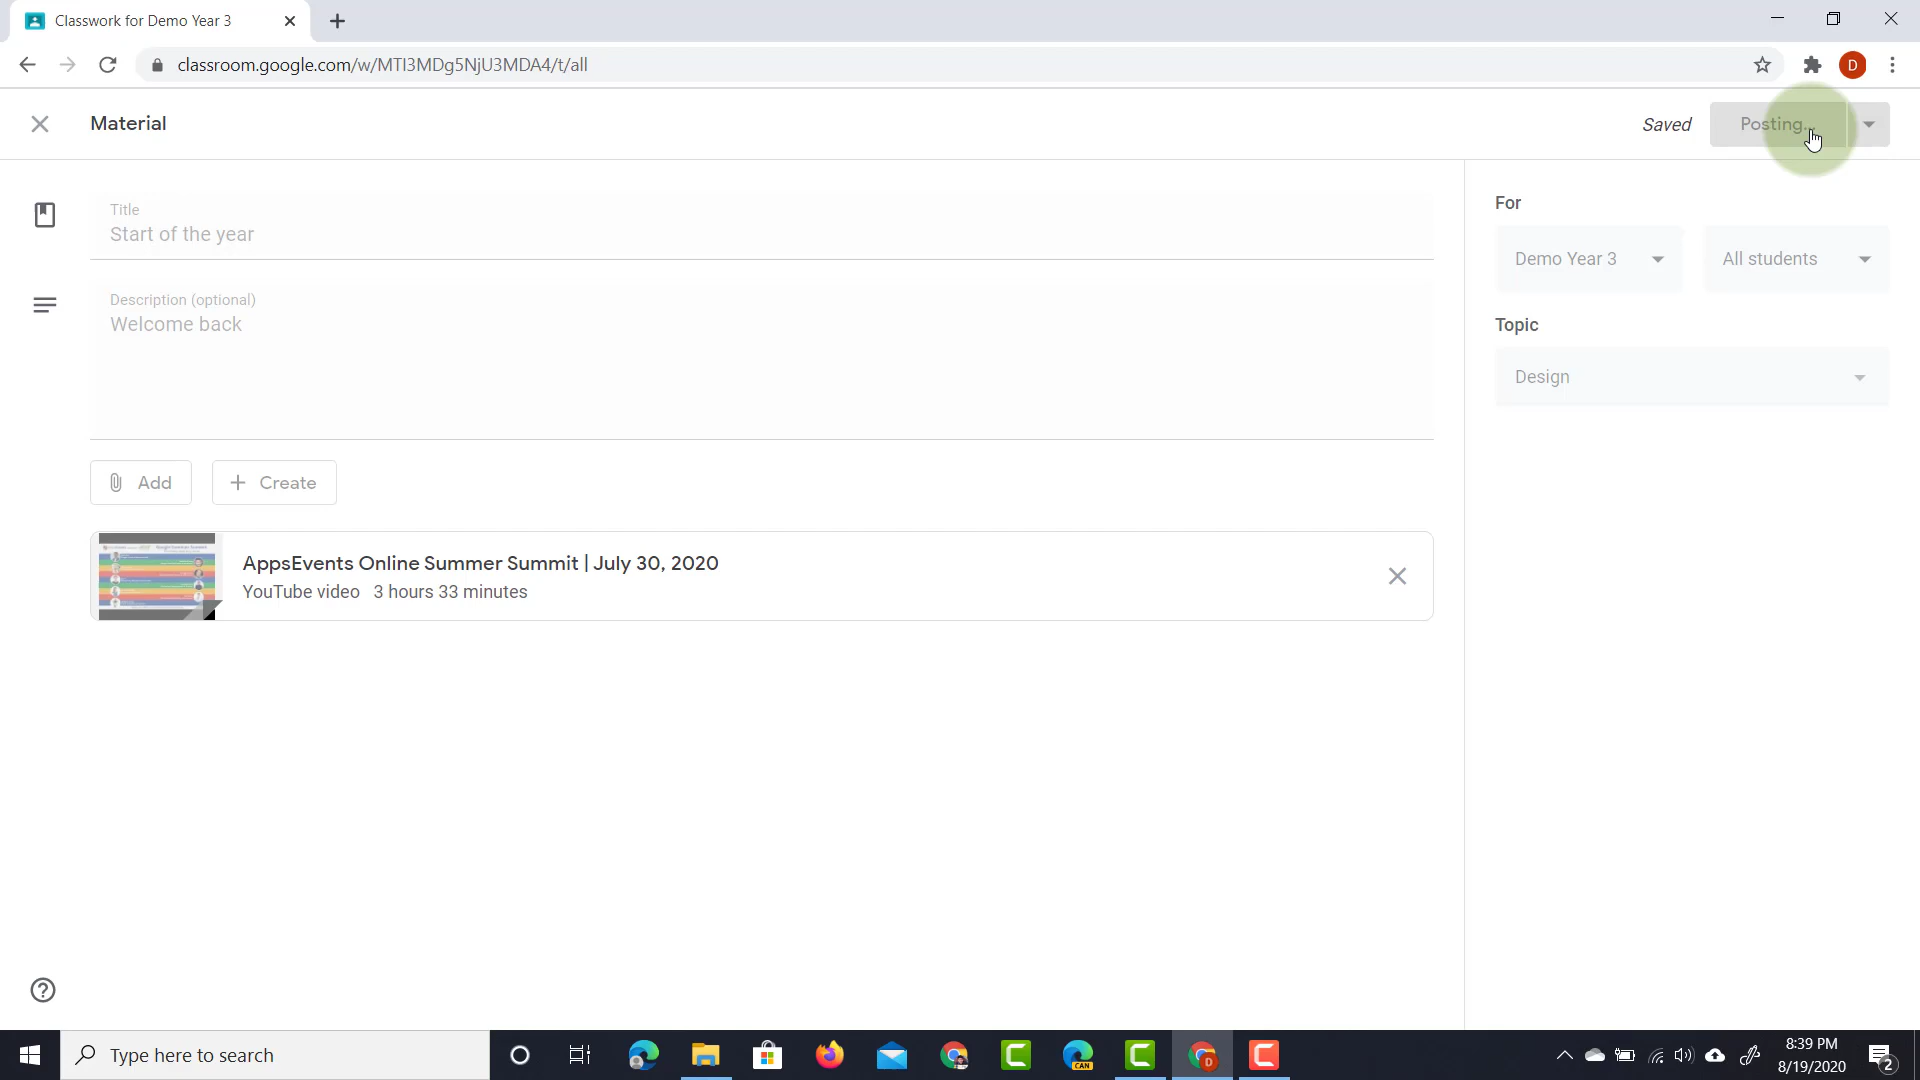 Classwork for Demo Year 3
classroom.google.com/w/MTI3MDg5NjU3MDA4/t/all
D
Material
Saved
Posting...
Title
Start of the year
For
Demo Year 3
All students
Description (optional)
Welcome back
Topic
Design
Add
Create
AppsEvents Online Summer Summit | July 30, 2020
YouTube video 3 hours 33 minutes
Type here to search
CAN
D
8:39 PM
8/19/2020
2